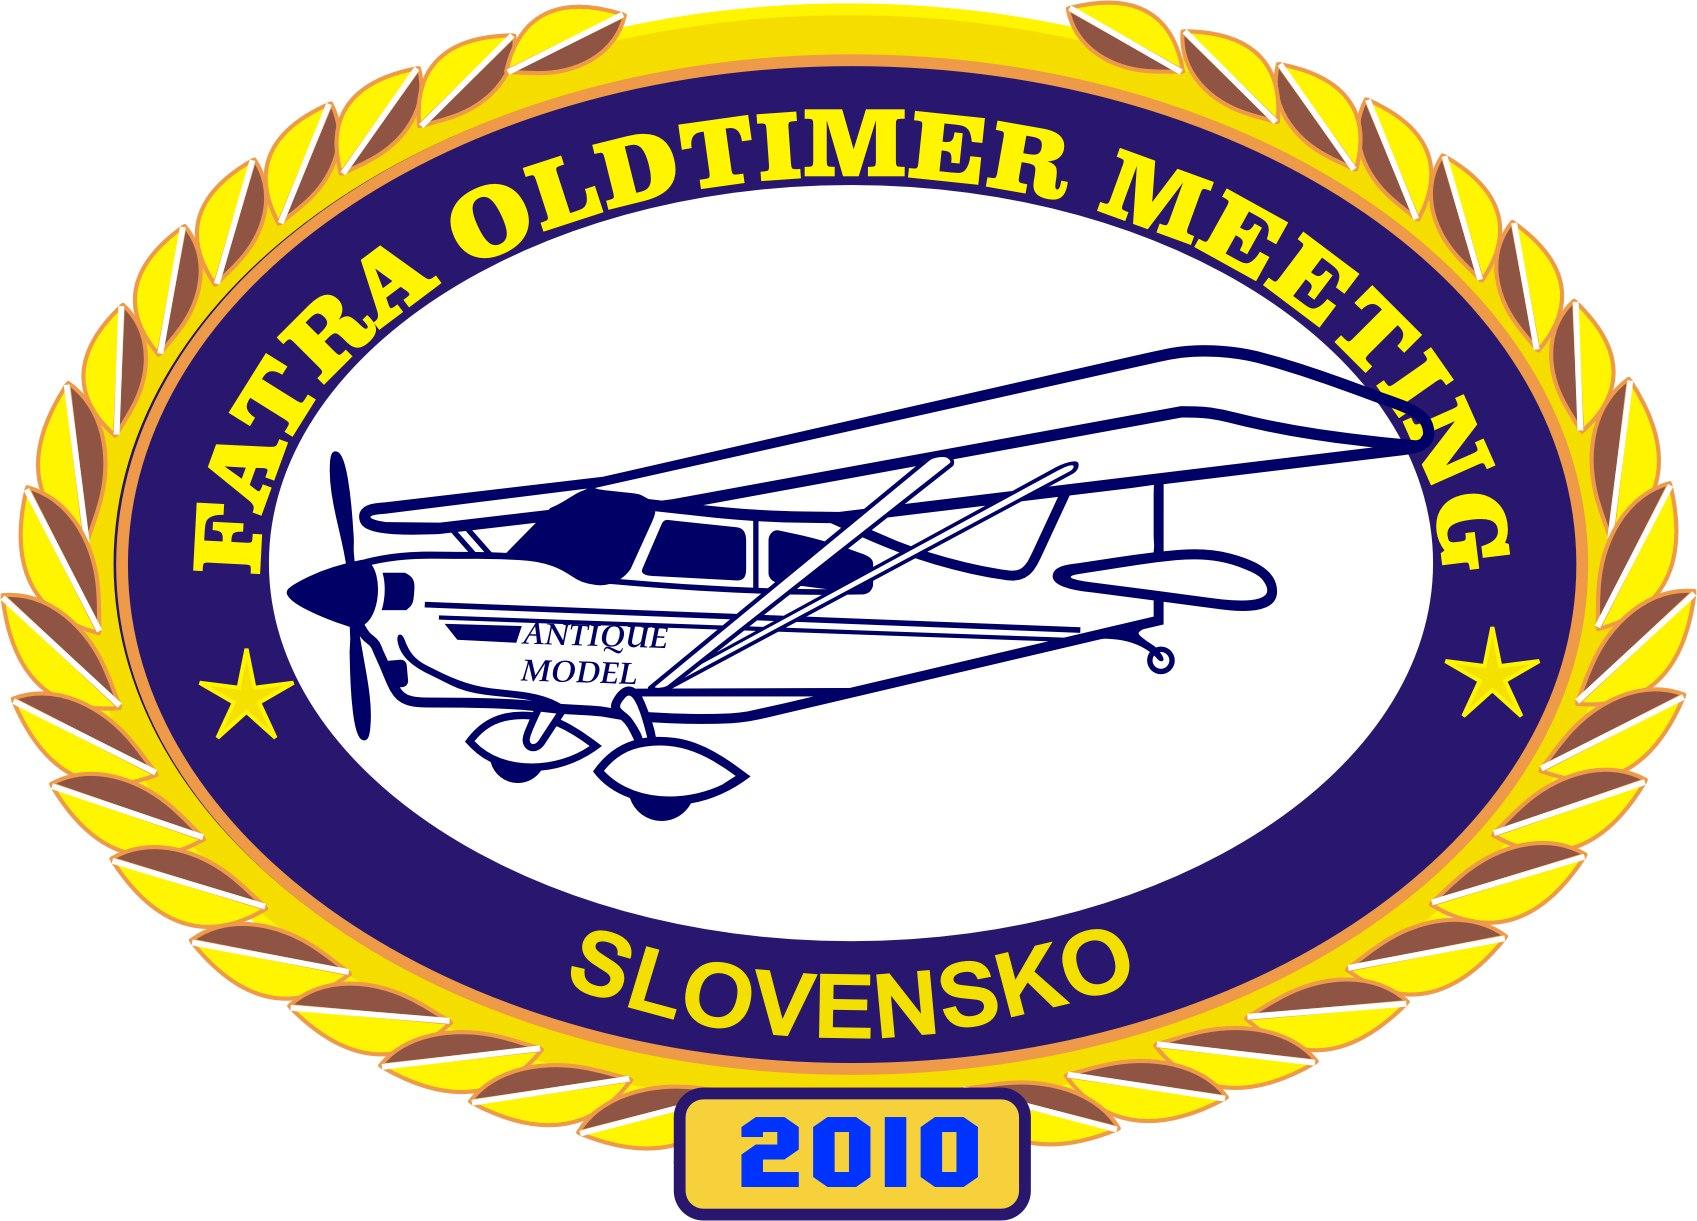 FATRA OLDTIMER MEETING
ANTIQUE
MODEL
SLOVENSKO
2010